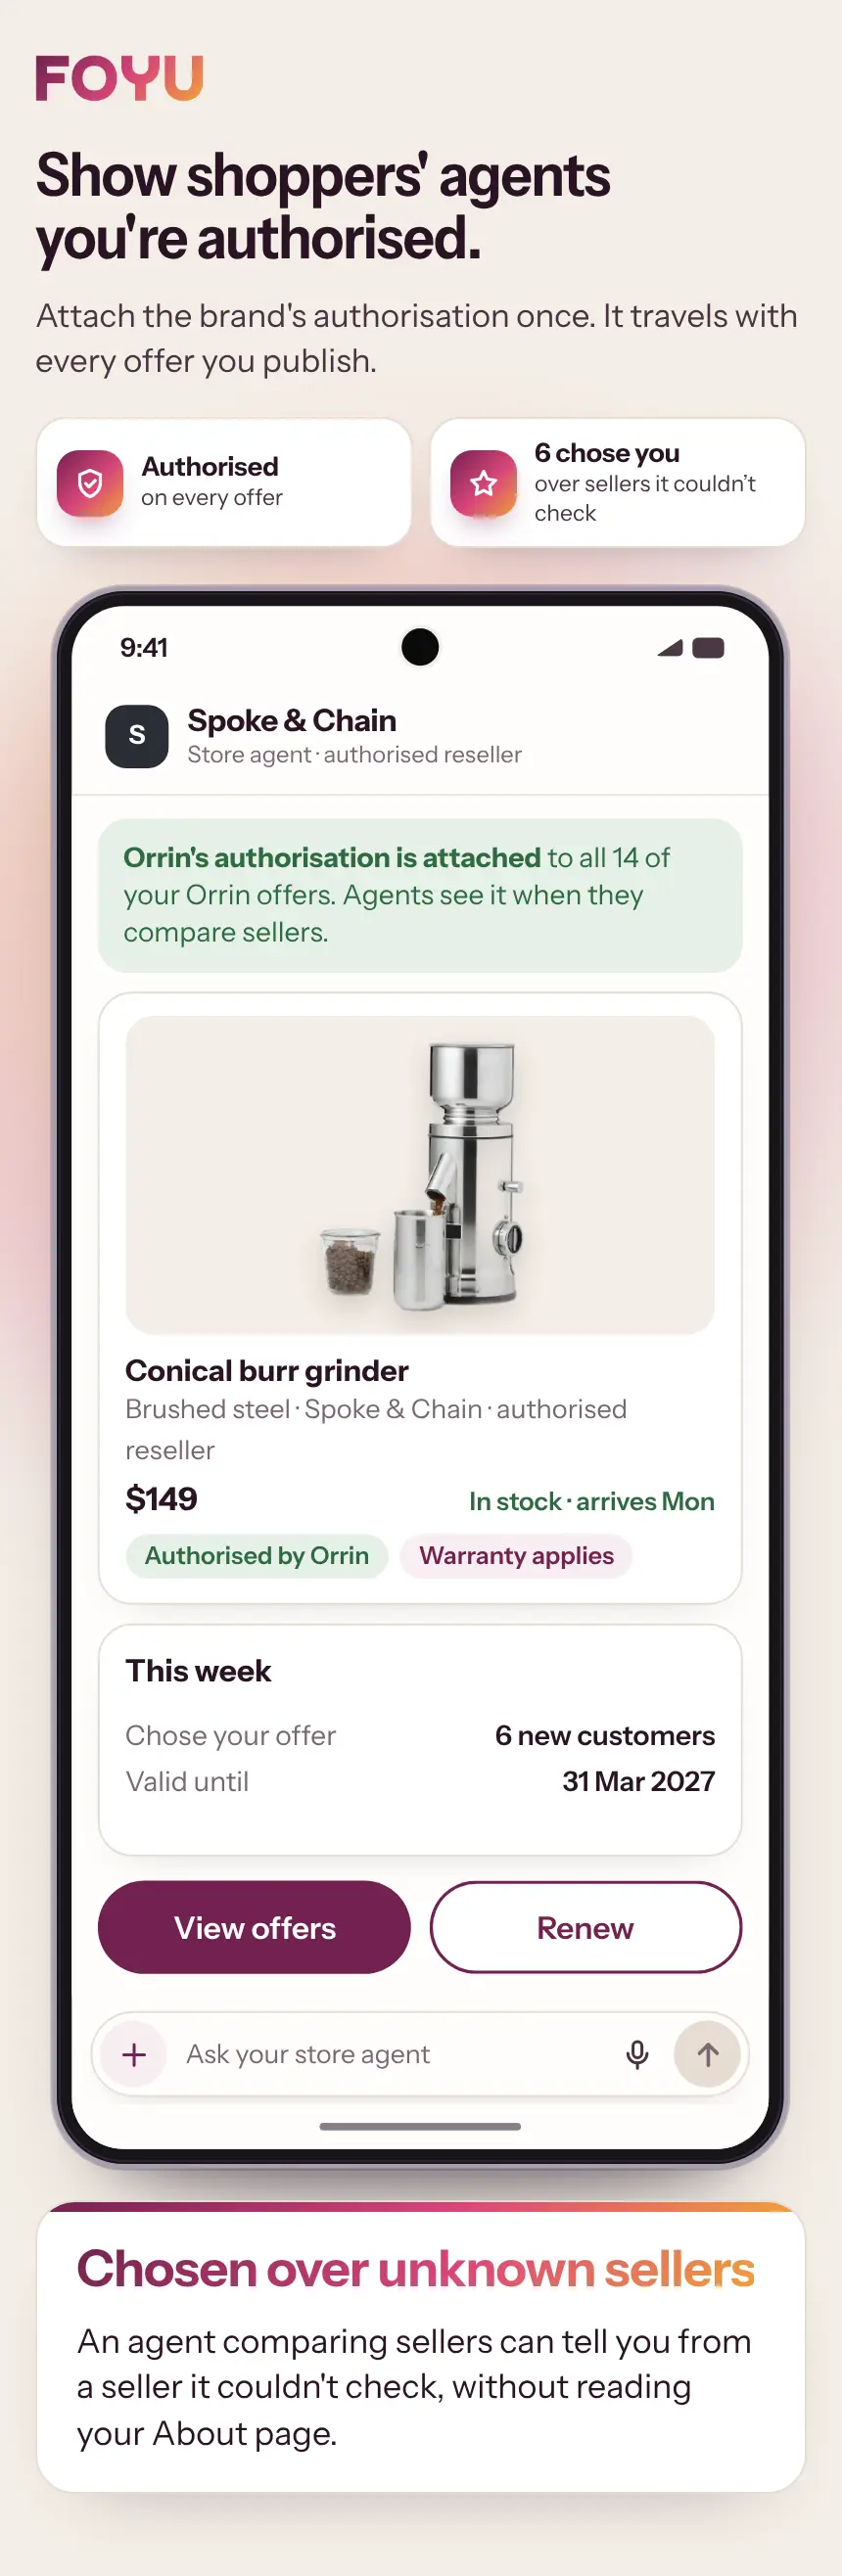 FOYU
Show shoppers' agents
you're authorised.
Attach the brand's authorisation once. It travels with
every offer you publish.
Authorised
on every offer
6 chose you
over sellers it couldn’t
check
9:41
S
Spoke & Chain
Store agent · authorised reseller
Orrin's authorisation is attached to all 14 of
your Orrin offers. Agents see it when they
compare sellers.
Conical burr grinder
Brushed steel · Spoke & Chain · authorised
reseller
$149
In stock · arrives Mon
Authorised by Orrin
Warranty applies
This week
Chose your offer
6 new customers
Valid until
31 Mar 2027
View offers
Renew
Ask your store agent
Chosen over unknown sellers
An agent comparing sellers can tell you from
a seller it couldn't check, without reading
your About page.